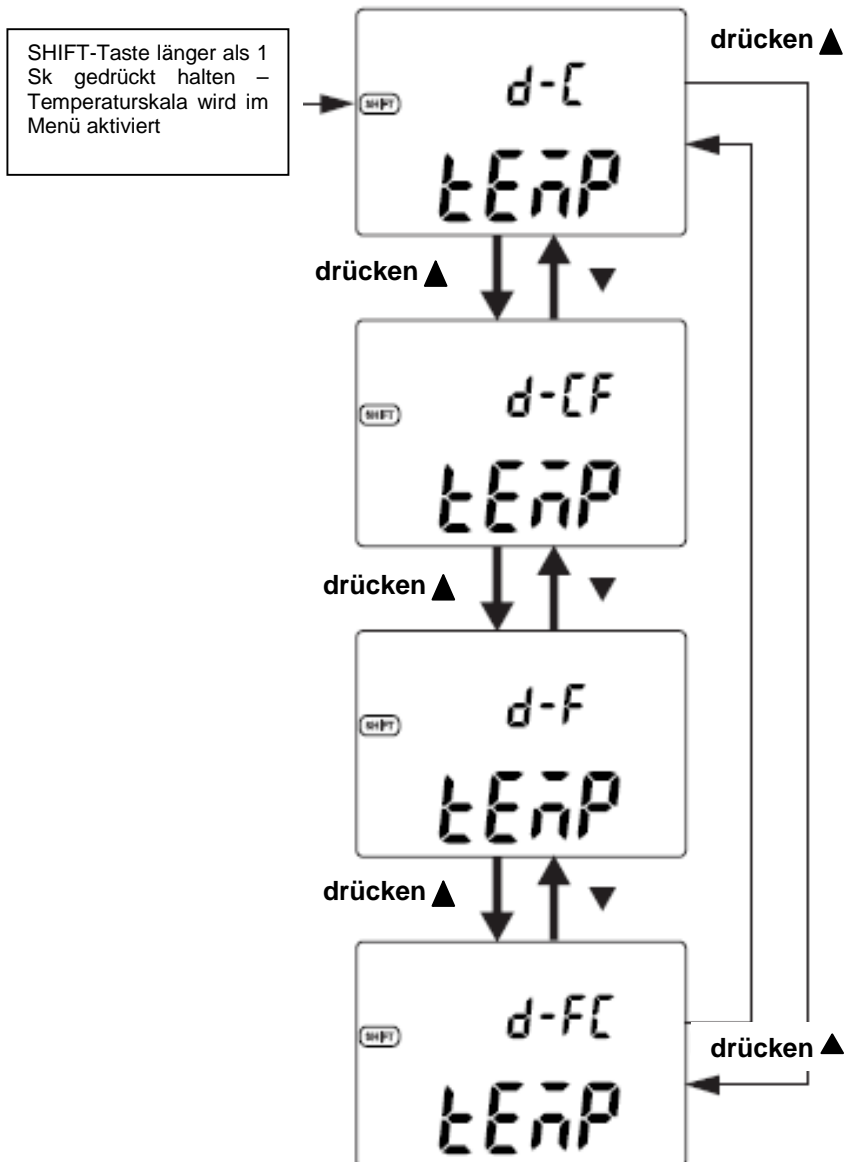 SHIFT-Taste länger als 1
Sk gedrückt halten –
Temperaturskala wird im
Menü aktiviert
drücken ▲
SHIFT
d-C
tEmP
drücken ▲ ▼
SHIFT
d-CF
tEmP
drücken ▲ ▼
SHIFT
d-F
tEmP
drücken ▲ ▼
SHIFT
d-FC
drücken ▲
tEmP